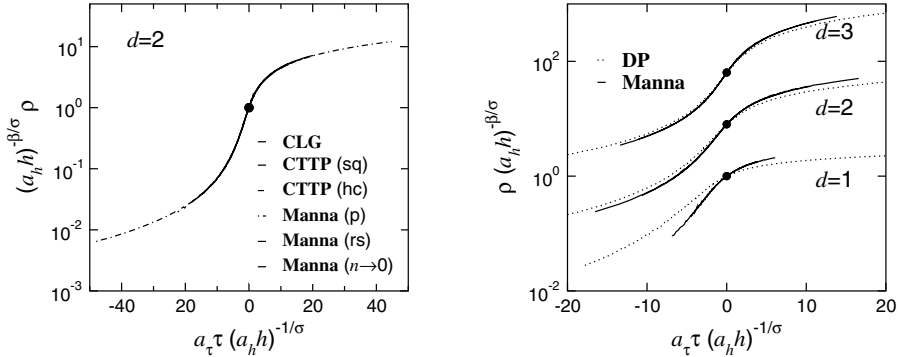 d=2
10^1
10^0
10^-1
10^-2
10^-3
(a_h h)^-β/σ ρ
CLG
CTTP (sq)
CTTP (hc)
Manna (p)
Manna (rs)
Manna (n→0)
-40 -20 0 20 40
a_τ τ (a_h h)^-1/σ
DP
Manna
d=3
d=2
d=1
10^2
10^0
10^-2
ρ (a_h h)^-β/σ
-20 -10 0 10 20
a_τ τ (a_h h)^-1/σ